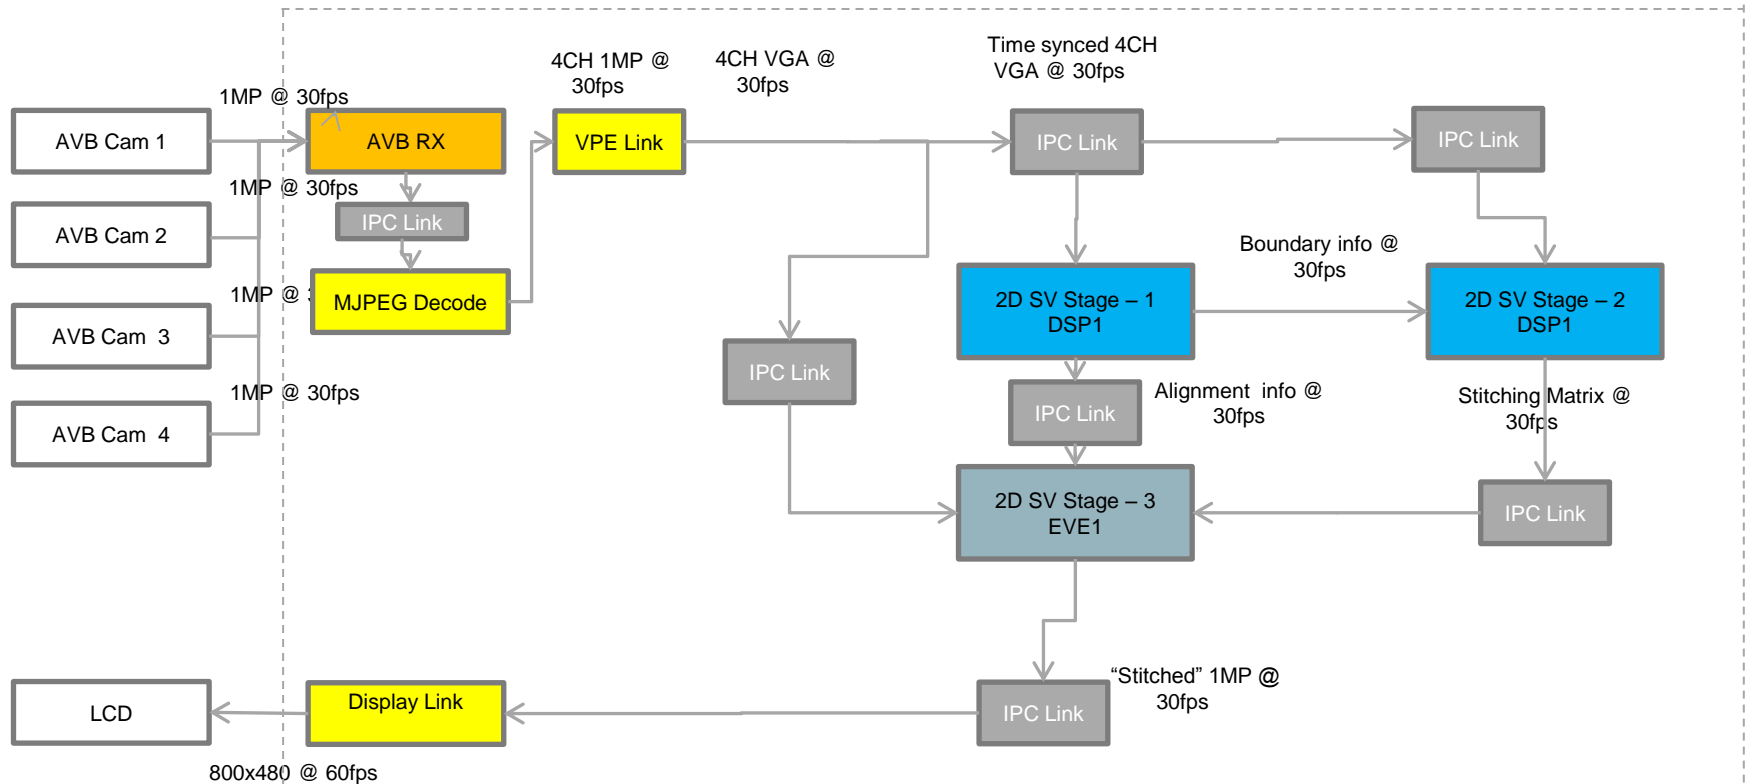 Time synced 4CH
VGA @ 30fps
4CH 1MP @
30fps
4CH VGA @
30fps
1MP @ 30fps
AVB Cam 1
AVB RX
VPE Link
IPC Link
IPC Link
1MP @ 30fps
AVB Cam 2
IPC Link
Boundary info @
30fps
1MP @ 3
MJPEG Decode
2D SV Stage – 1
DSP1
2D SV Stage – 2
DSP1
AVB Cam 3
IPC Link
1MP @ 30fps
Alignment info @
30fps
Stitching Matrix @
30fps
IPC Link
AVB Cam 4
2D SV Stage – 3
EVE1
IPC Link
"Stitched" 1MP @
30fps
LCD
Display Link
IPC Link
800x480 @ 60fps